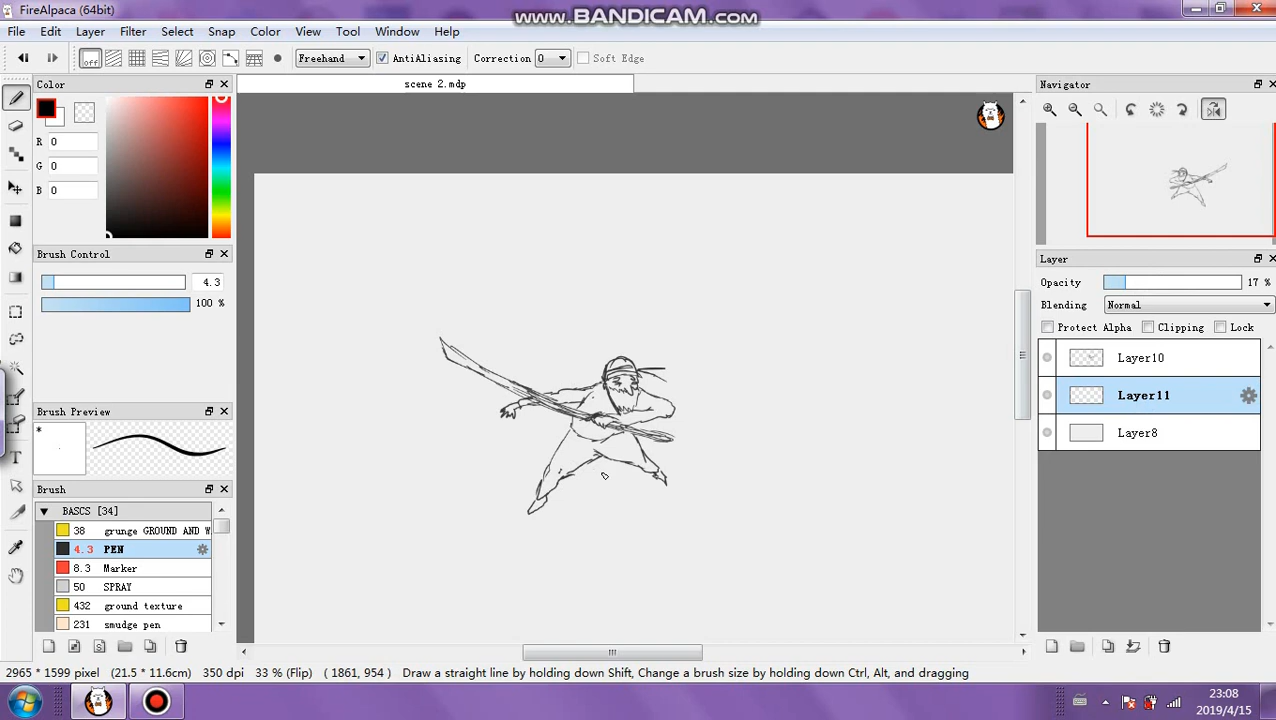 FireAlpaca (64bit)
www.BANDICAM.com
File Edit Layer Filter Select Snap Color View Tool Window Help
off Freehand AntiAliasing Correction 0 Soft Edge
Color
scene 2.mdp
Navigator
R 0
G 0
B 0
Brush Control
4.3
100 %
Layer
Opacity 17 %
Blending Normal
Protect Alpha Clipping Lock
Layer10
Layer11
Layer8
Brush Preview
*
Brush
BASCS [34]
38 grunge GROUND AND W
4.3 PEN
8.3 Marker
50 SPRAY
432 ground texture
231 smudge pen
2965 * 1599 pixel (21.5 * 11.6cm) 350 dpi 33 % (Flip) ( 1861, 954 ) Draw a straight line by holding down Shift, Change a brush size by holding down Ctrl, Alt, and dragging
23:08
2019/4/15